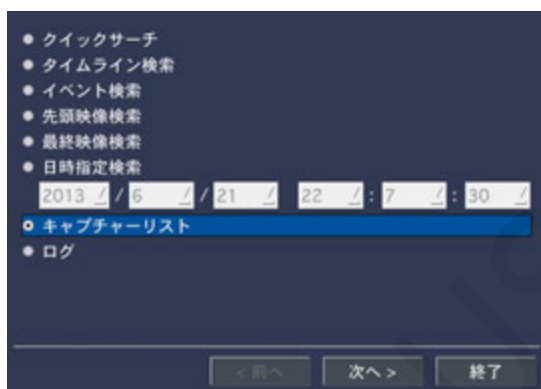 クイックサーチ
タイムライン検索
イベント検索
先頭映像検索
最終映像検索
日時指定検索
2013 / 6 / 21 22 : 7 : 30
キャプチャーリスト
ログ
< 前へ 次へ > 終了